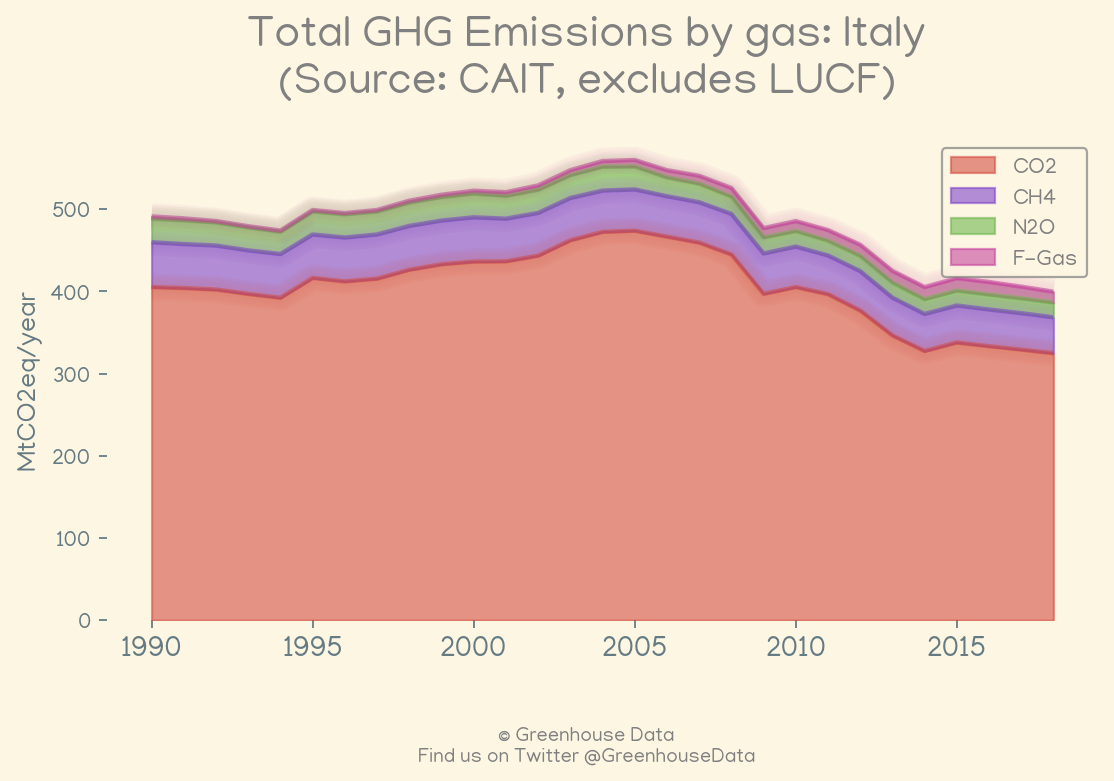 Total GHG Emissions by gas: Italy
(Source: CAIT, excludes LUCF)
CO2
CH4
N2O
F-Gas
MtCO2eq/year
500
400
300
200
100
0
1990 1995 2000 2005 2010 2015
© Greenhouse Data
Find us on Twitter @GreenhouseData